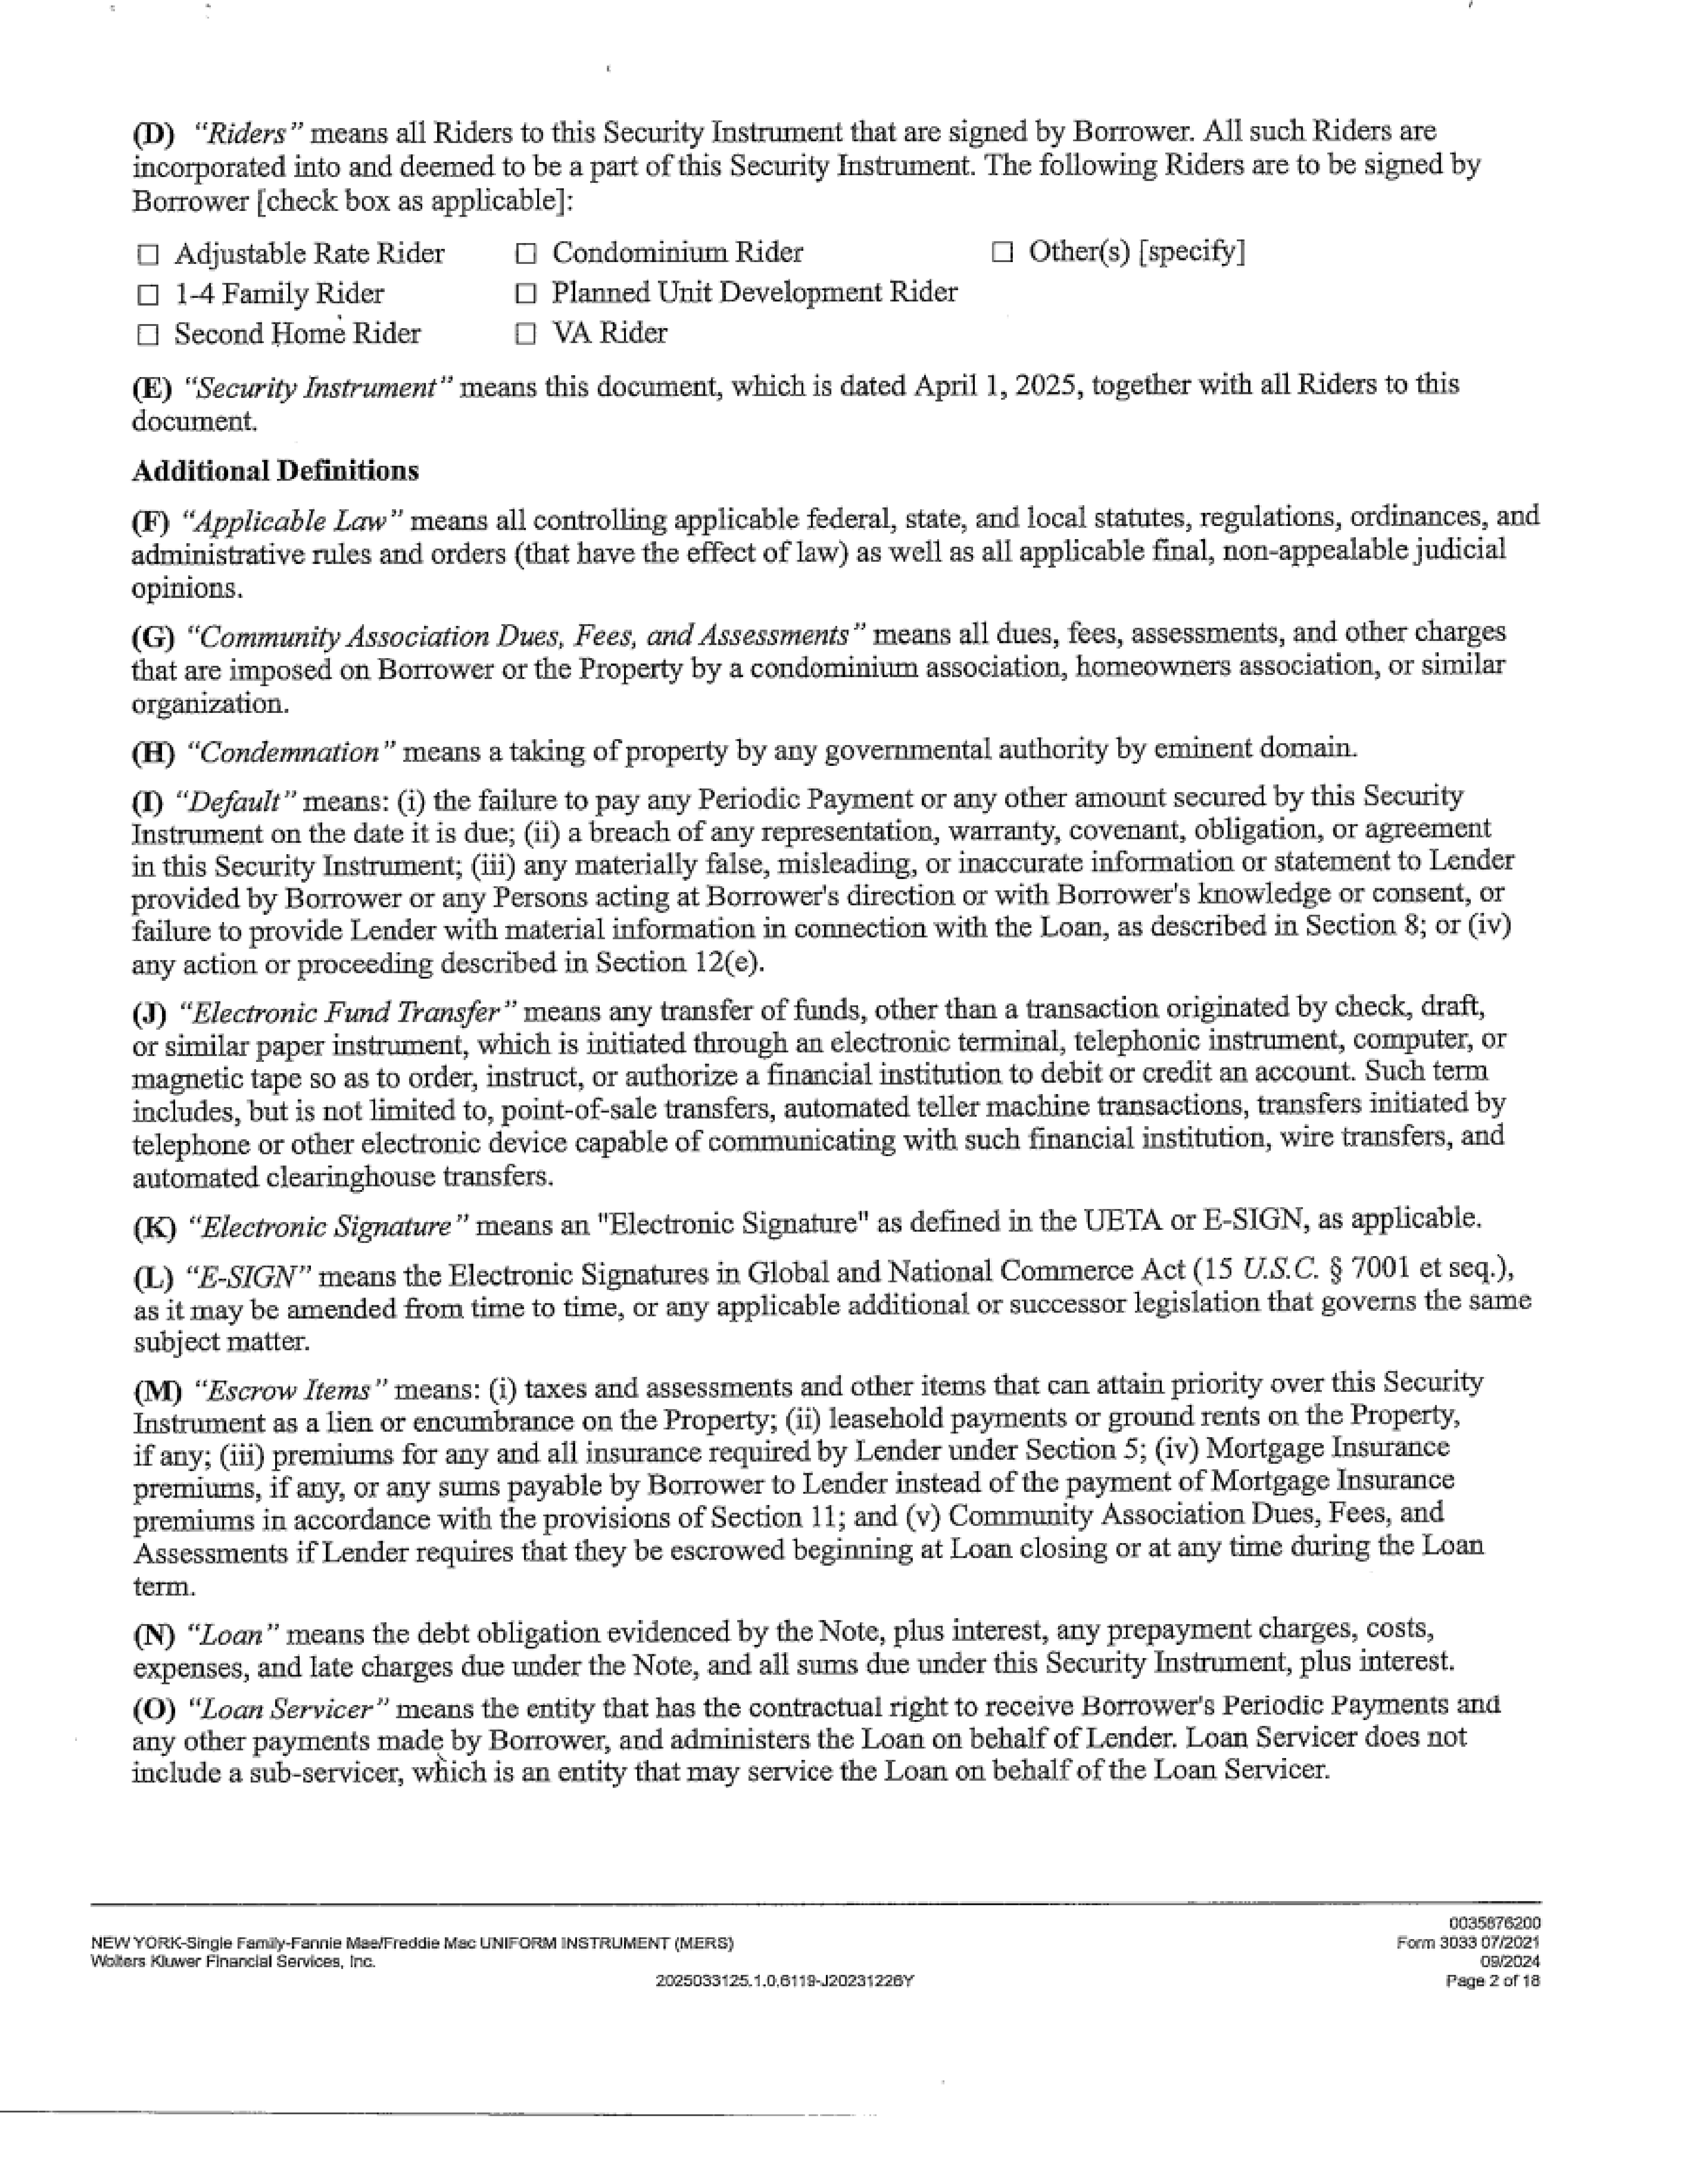 (D) “Riders” means all Riders to this Security Instrument that are signed by Borrower. All such Riders are
incorporated into and deemed to be a part of this Security Instrument. The following Riders are to be signed by
Borrower [check box as applicable]:
☐ Adjustable Rate Rider ☐ Condominium Rider ☐ Other(s) [specify]
☐ 1-4 Family Rider ☐ Planned Unit Development Rider
☐ Second Home Rider ☐ VA Rider
(E) “Security Instrument” means this document, which is dated April 1, 2025, together with all Riders to this
document.
Additional Definitions
(F) “Applicable Law” means all controlling applicable federal, state, and local statutes, regulations, ordinances, and
administrative rules and orders (that have the effect of law) as well as all applicable final, non-appealable judicial
opinions.
(G) “Community Association Dues, Fees, and Assessments” means all dues, fees, assessments, and other charges
that are imposed on Borrower or the Property by a condominium association, homeowners association, or similar
organization.
(H) “Condemnation” means a taking of property by any governmental authority by eminent domain.
(I) “Default” means: (i) the failure to pay any Periodic Payment or any other amount secured by this Security
Instrument on the date it is due; (ii) a breach of any representation, warranty, covenant, obligation, or agreement
in this Security Instrument; (iii) any materially false, misleading, or inaccurate information or statement to Lender
provided by Borrower or any Persons acting at Borrower's direction or with Borrower's knowledge or consent, or
failure to provide Lender with material information in connection with the Loan, as described in Section 8; or (iv)
any action or proceeding described in Section 12(e).
(J) “Electronic Fund Transfer” means any transfer of funds, other than a transaction originated by check, draft,
or similar paper instrument, which is initiated through an electronic terminal, telephonic instrument, computer, or
magnetic tape so as to order, instruct, or authorize a financial institution to debit or credit an account. Such term
includes, but is not limited to, point-of-sale transfers, automated teller machine transactions, transfers initiated by
telephone or other electronic device capable of communicating with such financial institution, wire transfers, and
automated clearinghouse transfers.
(K) “Electronic Signature” means an "Electronic Signature" as defined in the UETA or E-SIGN, as applicable.
(L) “E-SIGN” means the Electronic Signatures in Global and National Commerce Act (15 U.S.C. § 7001 et seq.),
as it may be amended from time to time, or any applicable additional or successor legislation that governs the same
subject matter.
(M) “Escrow Items” means: (i) taxes and assessments and other items that can attain priority over this Security
Instrument as a lien or encumbrance on the Property; (ii) leasehold payments or ground rents on the Property,
if any; (iii) premiums for any and all insurance required by Lender under Section 5; (iv) Mortgage Insurance
premiums, if any, or any sums payable by Borrower to Lender instead of the payment of Mortgage Insurance
premiums in accordance with the provisions of Section 11; and (v) Community Association Dues, Fees, and
Assessments if Lender requires that they be escrowed beginning at Loan closing or at any time during the Loan
term.
(N) “Loan” means the debt obligation evidenced by the Note, plus interest, any prepayment charges, costs,
expenses, and late charges due under the Note, and all sums due under this Security Instrument, plus interest.
(O) “Loan Servicer” means the entity that has the contractual right to receive Borrower's Periodic Payments and
any other payments made by Borrower, and administers the Loan on behalf of Lender. Loan Servicer does not
include a sub-servicer, which is an entity that may service the Loan on behalf of the Loan Servicer.
0035876200
NEW YORK-Single Family-Fannie Mae/Freddie Mac UNIFORM INSTRUMENT (MERS) Form 3033 07/2021
Wolters Kluwer Financial Services, Inc. 09/2024
2025033125.1.0.6119-J20231226Y Page 2 of 18